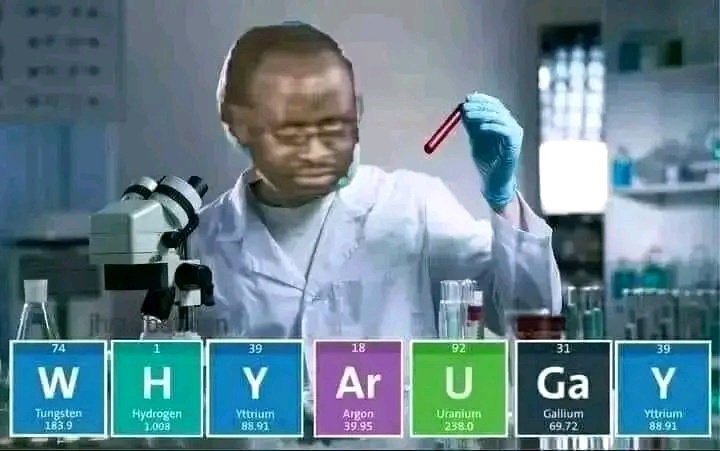 74 1 39 18 92 31 39
W H Y Ar U Ga Y
Tungsten Hydrogen Yttrium Argon Uranium Gallium Yttrium
183.9 1.008 88.91 39.95 238.0 69.72 88.91